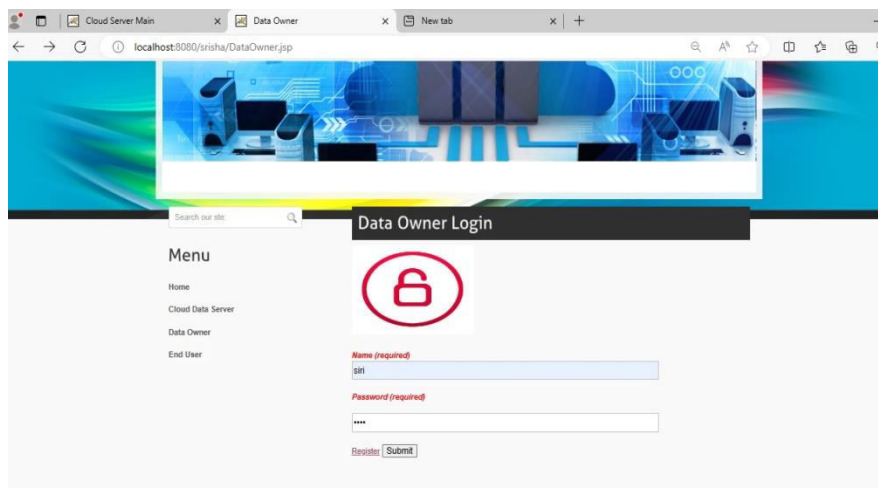 Cloud Server Main
Data Owner
New tab
localhost:8080/srisha/DataOwner.jsp
Search our site:
Data Owner Login
Menu
Home
Cloud Data Server
Data Owner
End User
Name (required)
siri
Password (required)
••••
Register Submit